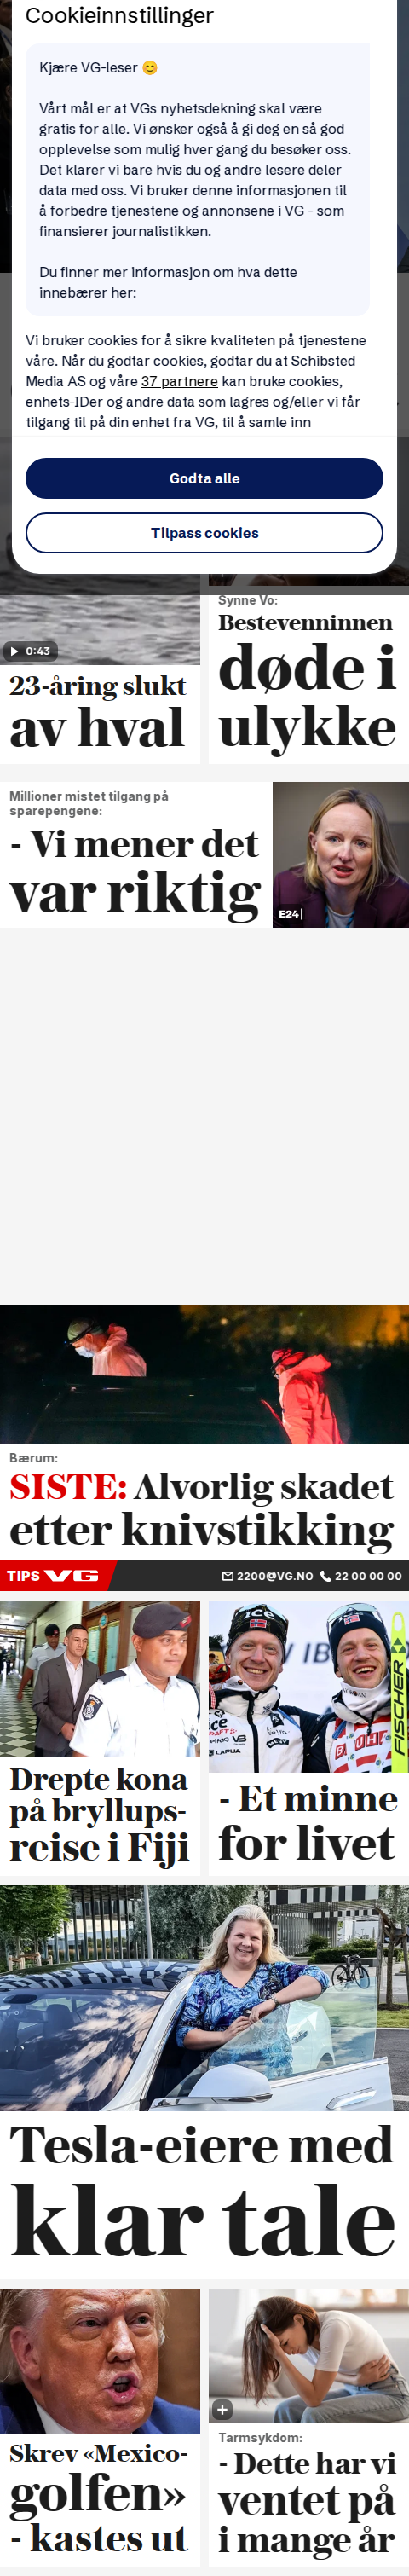 Cookieinnstillinger
Kjære VG-leser 😊
Vårt mål er at VGs nyhetsdekning skal være
gratis for alle. Vi ønsker også å gi deg en så god
opplevelse som mulig hver gang du besøker oss.
Det klarer vi bare hvis du og andre lesere deler
data med oss. Vi bruker denne informasjonen til
å forbedre tjenestene og annonsene i VG - som
finansierer journalistikken.
Du finner mer informasjon om hva dette
innebærer her:
Vi bruker cookies for å sikre kvaliteten på tjenestene
våre. Når du godtar cookies, godtar du at Schibsted
Media AS og våre 37 partnere kan bruke cookies,
enhets-IDer og andre data som lagres og/eller vi får
tilgang til på din enhet fra VG, til å samle inn
Godta alle
Tilpass cookies
0:43
23-åring slukt
av hval
Synne Vo:
Bestevenninnen
døde i
ulykke
Millioner mistet tilgang på
sparepengene:
- Vi mener det
var riktig
E24
Bærum:
SISTE: Alvorlig skadet
etter knivstikking
TIPS VG 2200@VG.NO 22 00 00 00
Drepte kona
på bryllups-
reise i Fiji
FISCHER
- Et minne
for livet
Tesla-eiere med
klar tale
Skrev «Mexico-
golfen»
- kastes ut
Tarmsykdom:
- Dette har vi
ventet på
i mange år